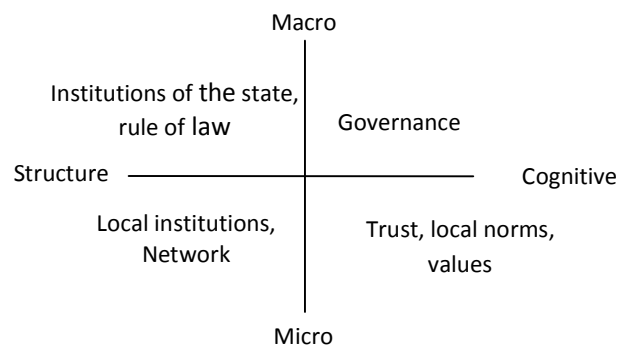 Macro
Institutions of the state,
rule of law
Governance
Structure
Cognitive
Local institutions,
Network
Trust, local norms,
values
Micro